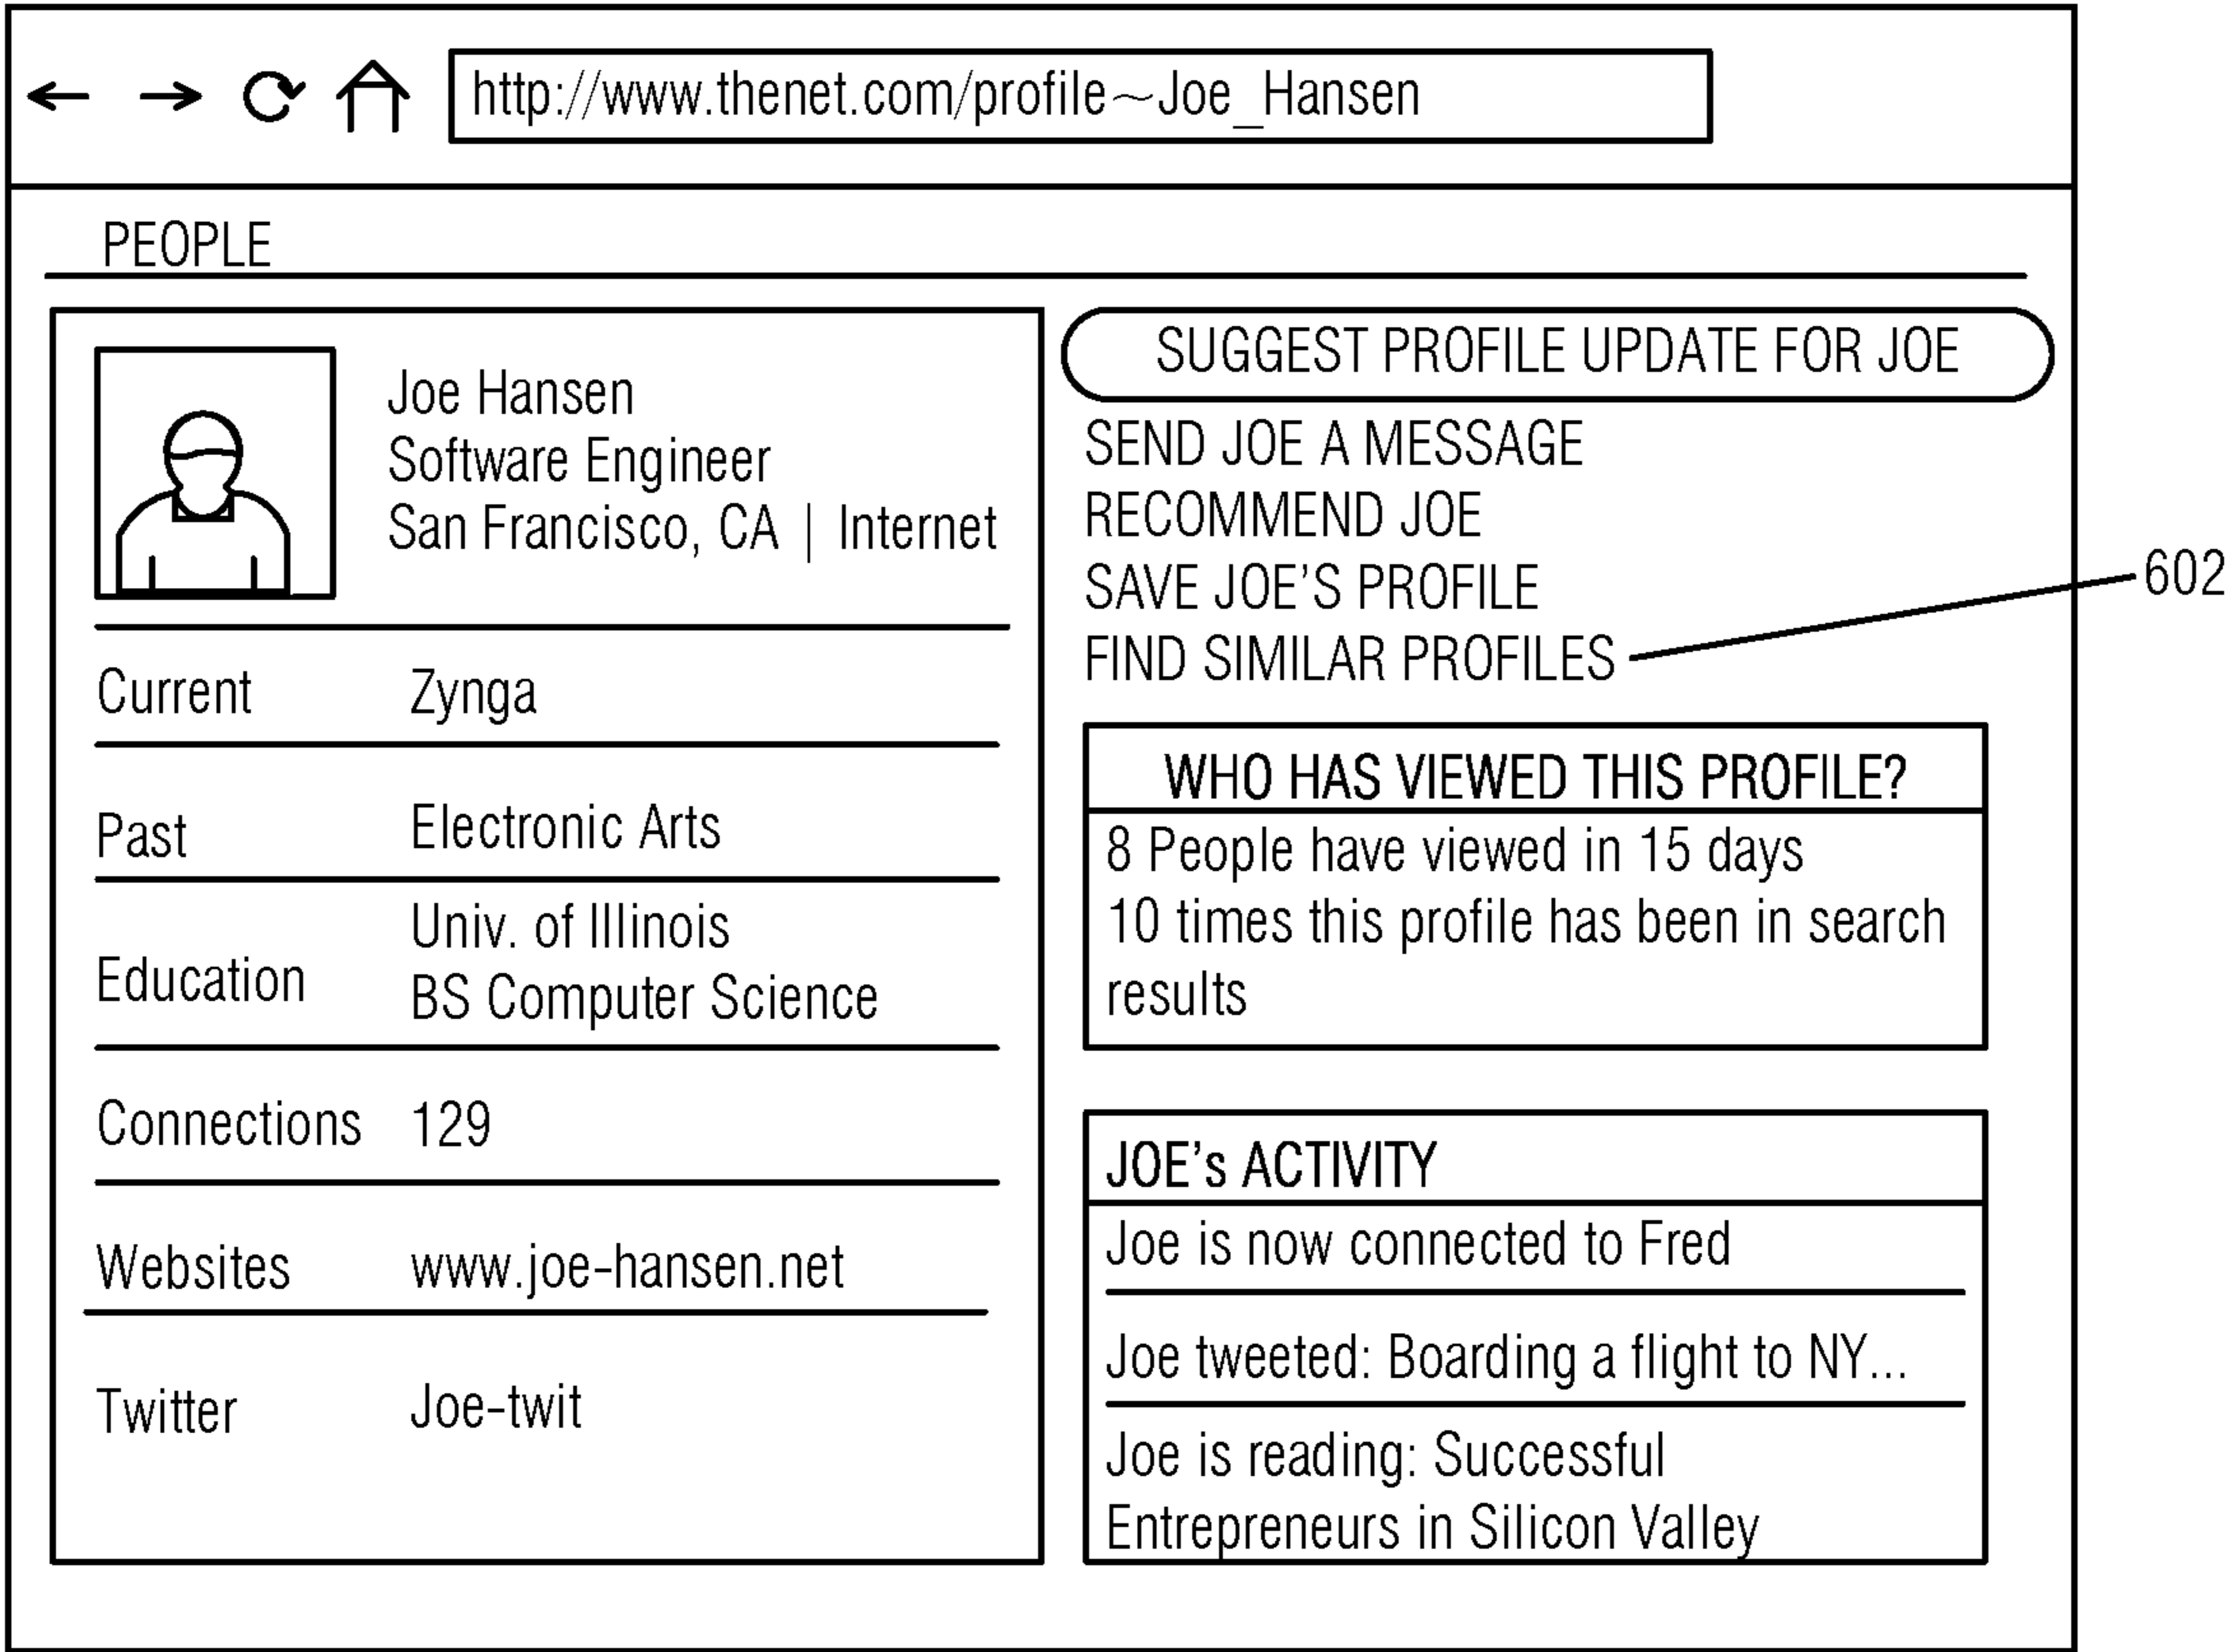 http://www.thenet.com/profile~Joe_Hansen
PEOPLE
Joe Hansen
Software Engineer
San Francisco, CA | Internet
Current Zynga
Past Electronic Arts
Education Univ. of Illinois
BS Computer Science
Connections 129
Websites www.joe-hansen.net
Twitter Joe-twit
SUGGEST PROFILE UPDATE FOR JOE
SEND JOE A MESSAGE
RECOMMEND JOE
SAVE JOE'S PROFILE
FIND SIMILAR PROFILES
602
WHO HAS VIEWED THIS PROFILE?
8 People have viewed in 15 days
10 times this profile has been in search
results
JOE's ACTIVITY
Joe is now connected to Fred
Joe tweeted: Boarding a flight to NY...
Joe is reading: Successful
Entrepreneurs in Silicon Valley